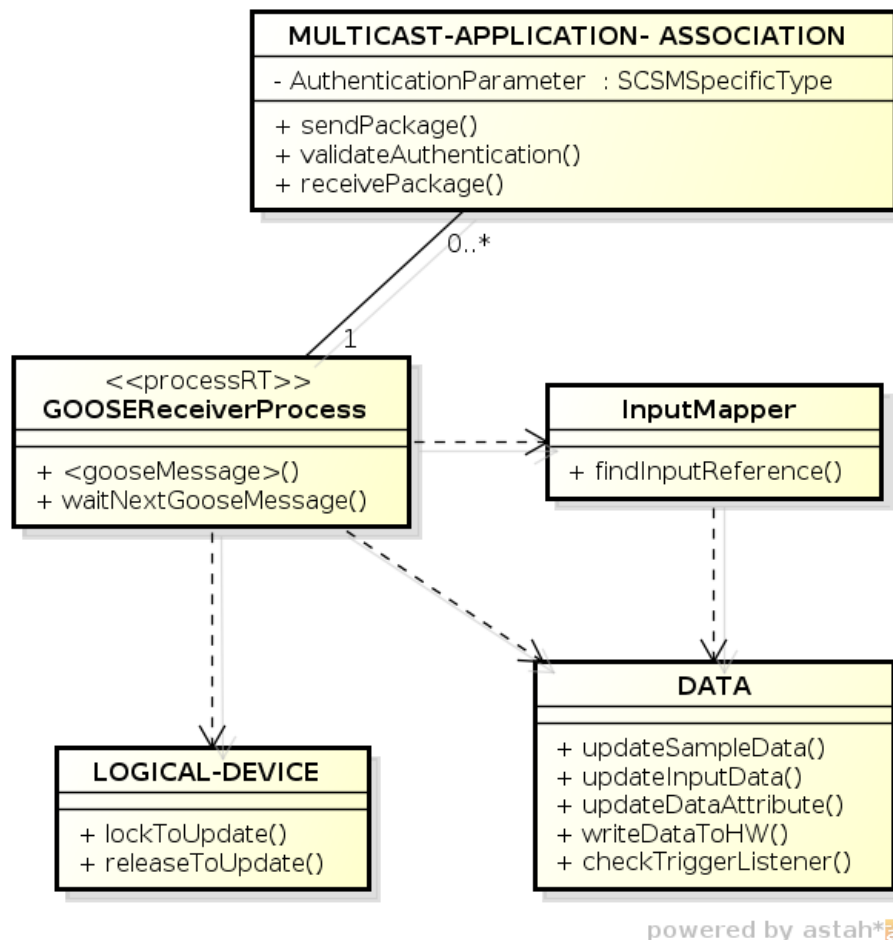 MULTICAST-APPLICATION- ASSOCIATION
- AuthenticationParameter : SCSMSpecificType
+ sendPackage()
+ validateAuthentication()
+ receivePackage()
0..*
1
<<processRT>>
GOOSEReceiverProcess
+ <gooseMessage>()
+ waitNextGooseMessage()
InputMapper
+ findInputReference()
LOGICAL-DEVICE
+ lockToUpdate()
+ releaseToUpdate()
DATA
+ updateSampleData()
+ updateInputData()
+ updateDataAttribute()
+ writeDataToHW()
+ checkTriggerListener()
powered by astah*